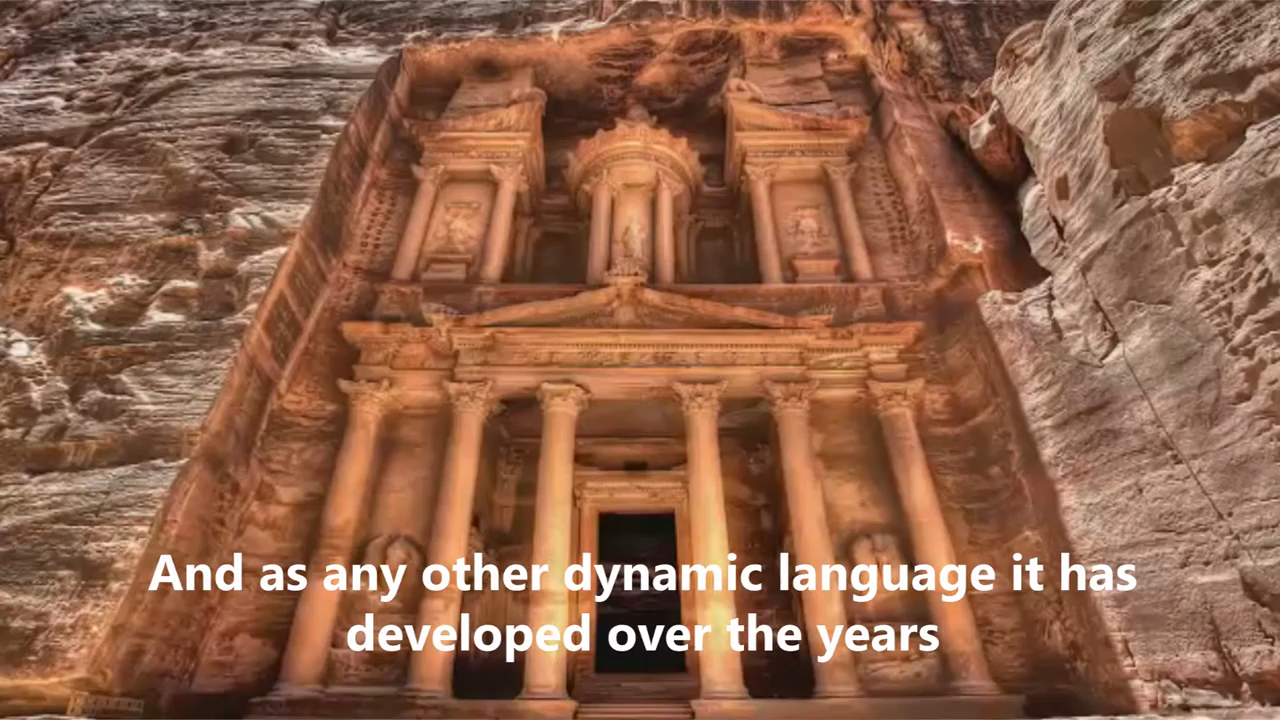 And as any other dynamic language it has
developed over the years